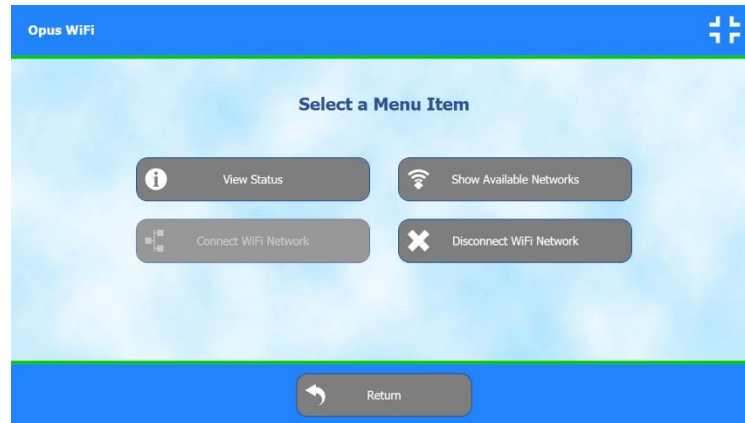 Opus WiFi
Select a Menu Item
View Status
Show Available Networks
Connect WiFi Network
Disconnect WiFi Network
Return